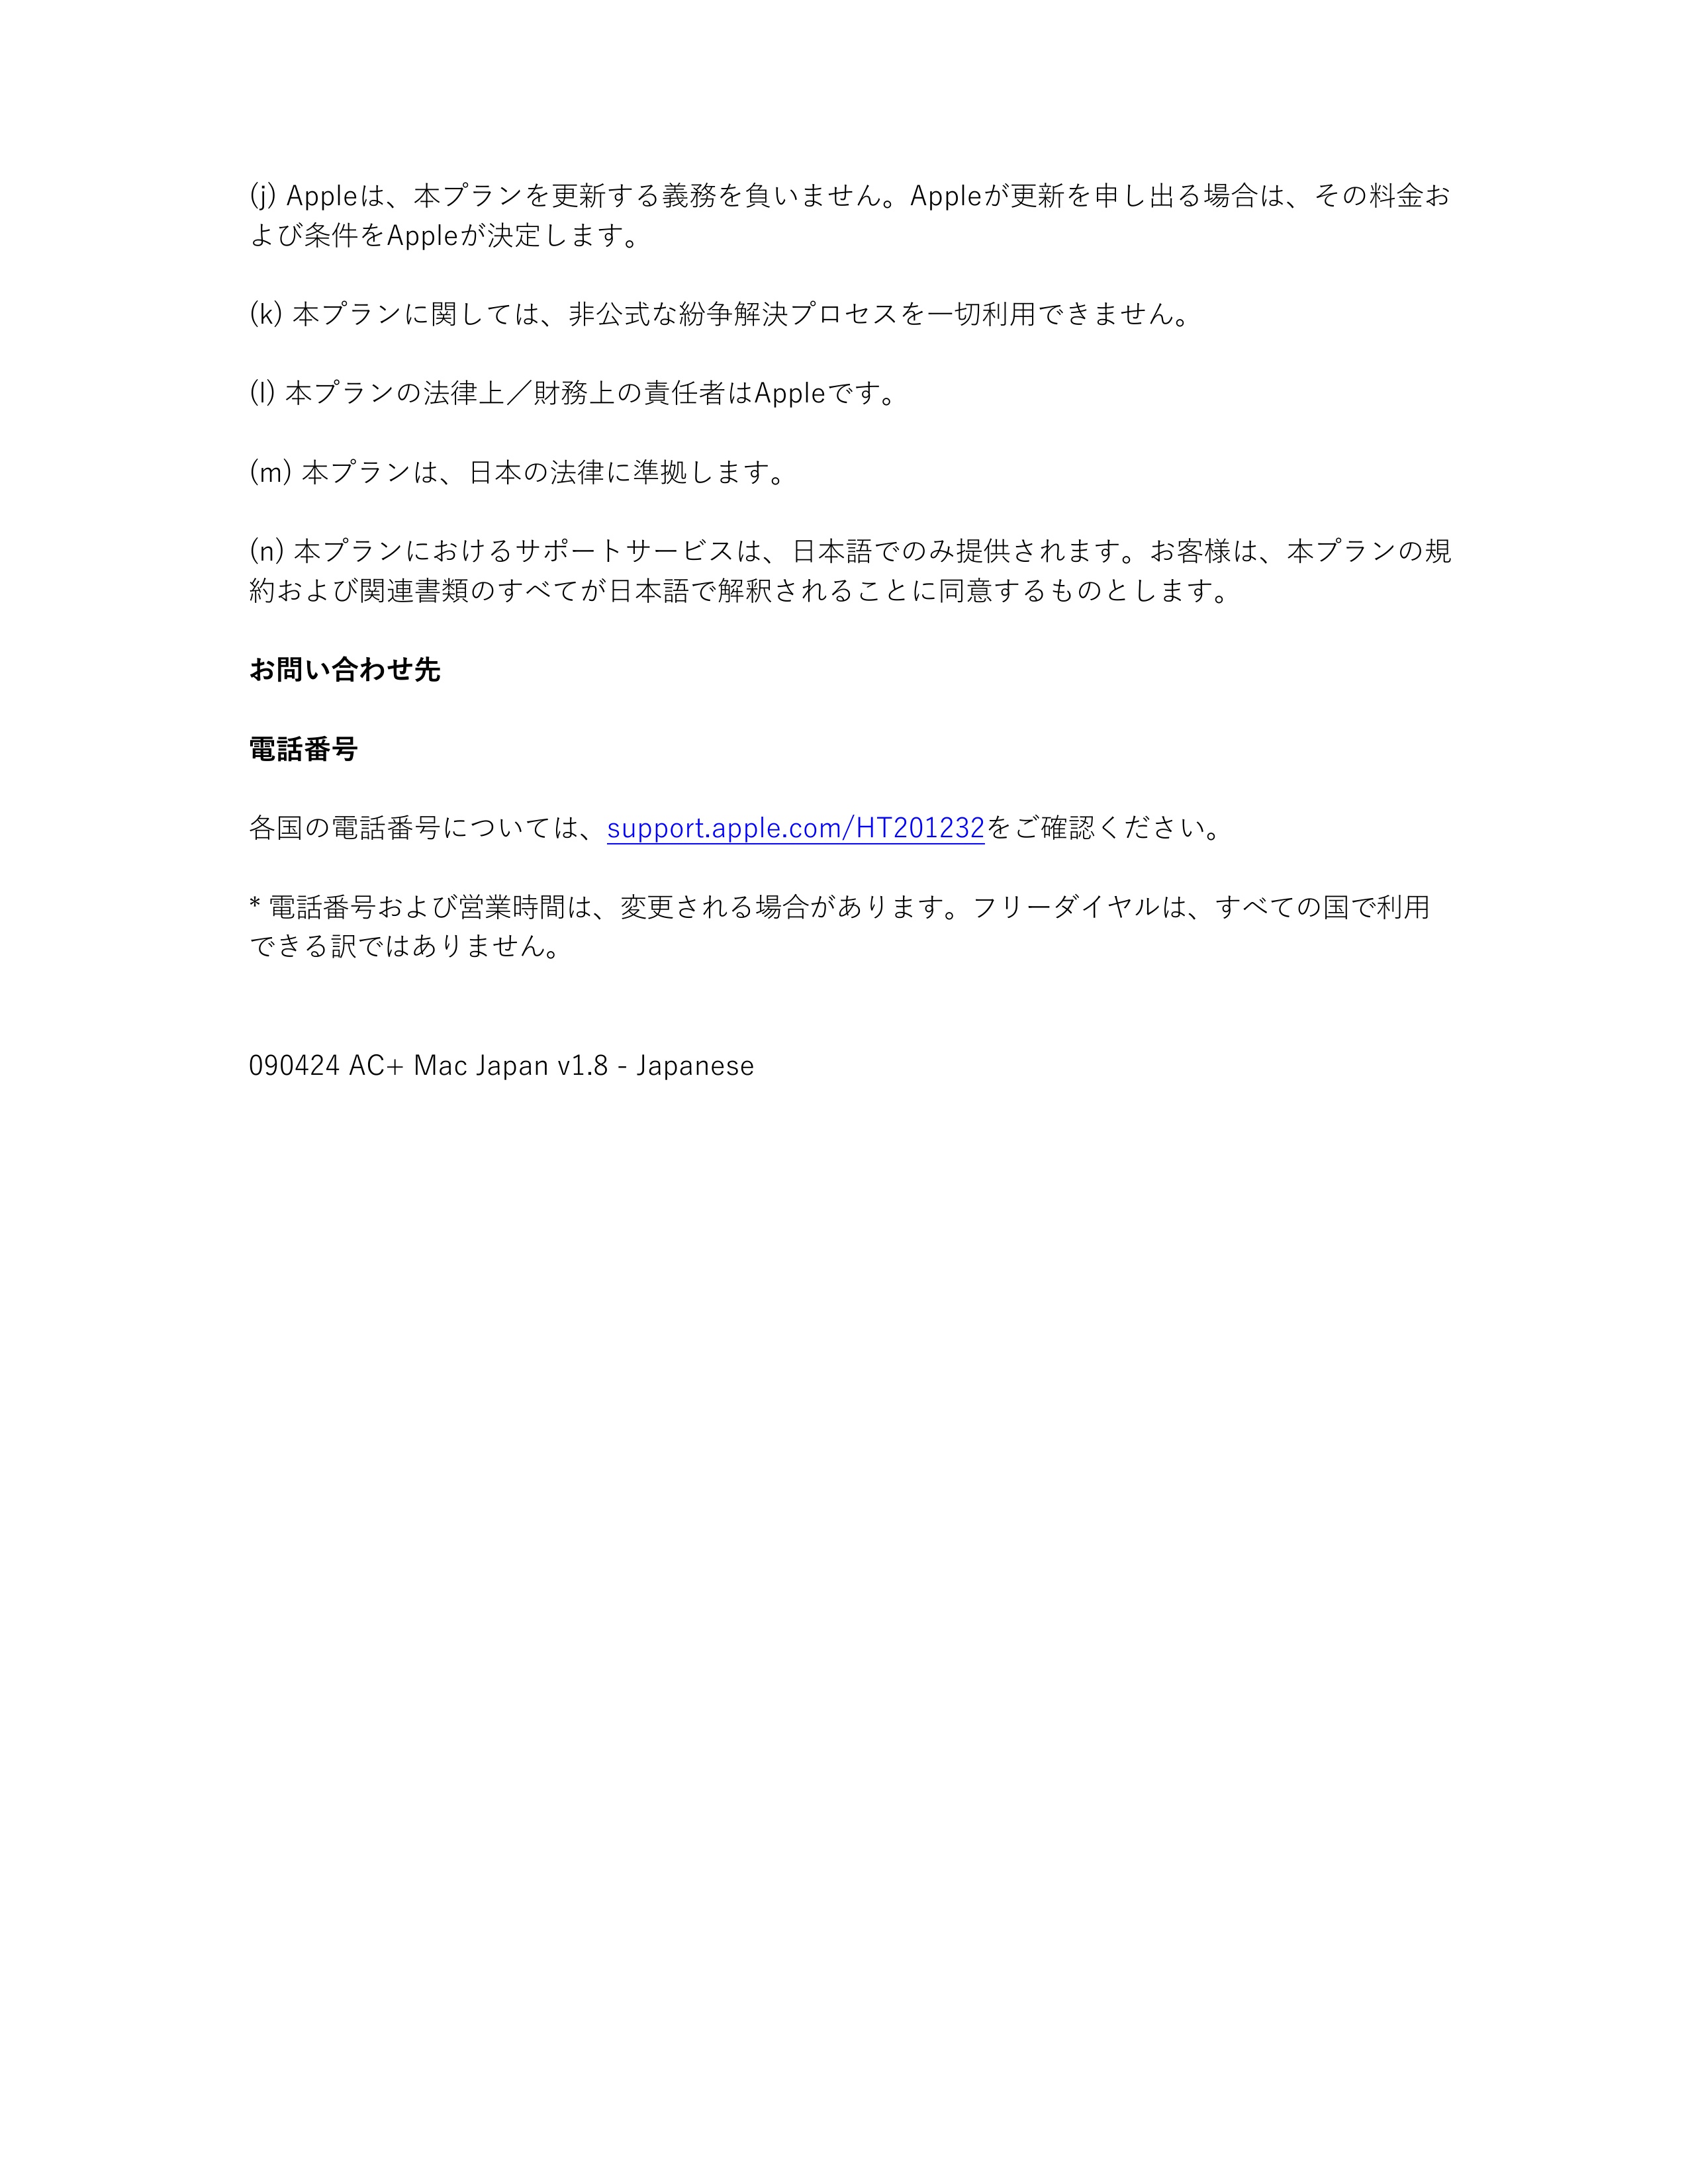 (j) Appleは、本プランを更新する義務を負いません。Appleが更新を申し出る場合は、その料金お
よび条件をAppleが決定します。
(k) 本プランに関しては、非公式な紛争解決プロセスを一切利用できません。
(l) 本プランの法律上／財務上の責任者はAppleです。
(m) 本プランは、日本の法律に準拠します。
(n) 本プランにおけるサポートサービスは、日本語でのみ提供されます。お客様は、本プランの規
約および関連書類のすべてが日本語で解釈されることに同意するものとします。
お問い合わせ先
電話番号
各国の電話番号については、support.apple.com/HT201232をご確認ください。
* 電話番号および営業時間は、変更される場合があります。フリーダイヤルは、すべての国で利用
できる訳ではありません。
090424 AC+ Mac Japan v1.8 - Japanese